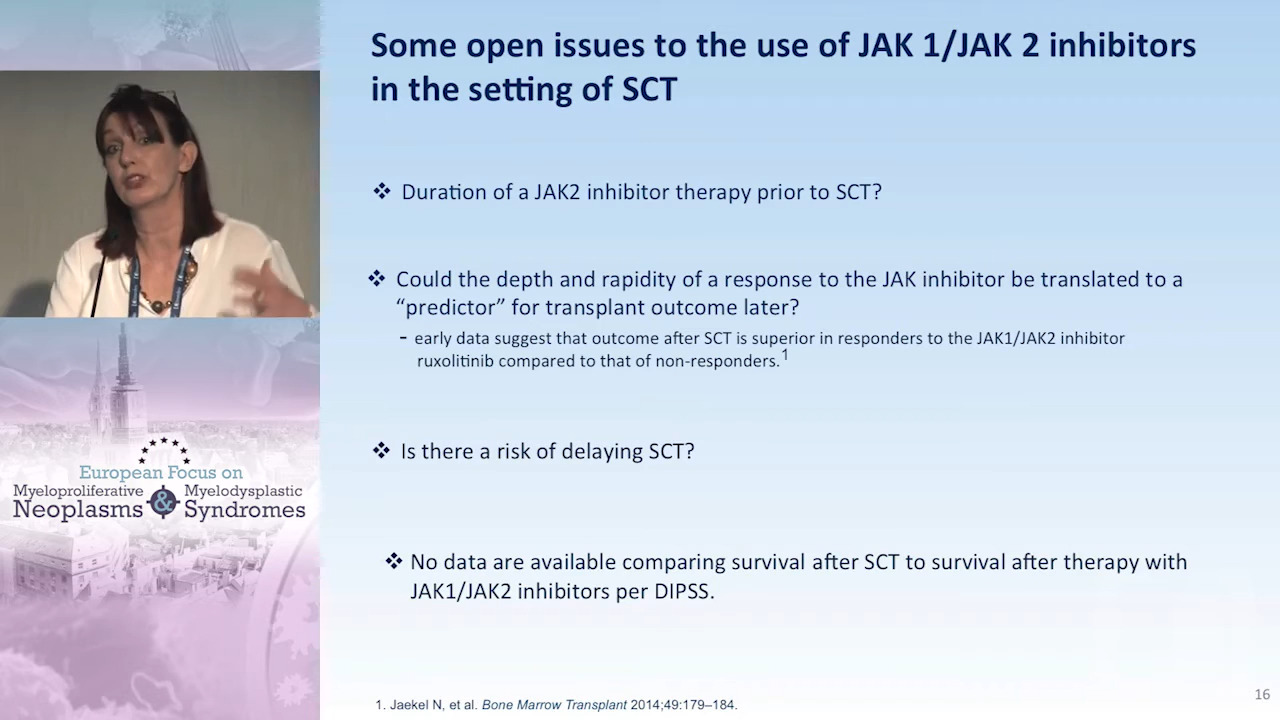 Some open issues to the use of JAK 1/JAK 2 inhibitors
in the setting of SCT
❖ Duration of a JAK2 inhibitor therapy prior to SCT?
❖ Could the depth and rapidity of a response to the JAK inhibitor be translated to a
“predictor” for transplant outcome later?
- early data suggest that outcome after SCT is superior in responders to the JAK1/JAK2 inhibitor
ruxolitinib compared to that of non-responders.1
❖ Is there a risk of delaying SCT?
❖ No data are available comparing survival after SCT to survival after therapy with
JAK1/JAK2 inhibitors per DIPSS.
1. Jaekel N, et al. Bone Marrow Transplant 2014;49:179–184.
16
European Focus on
Myeloproliferative & Myelodysplastic
Neoplasms Syndromes